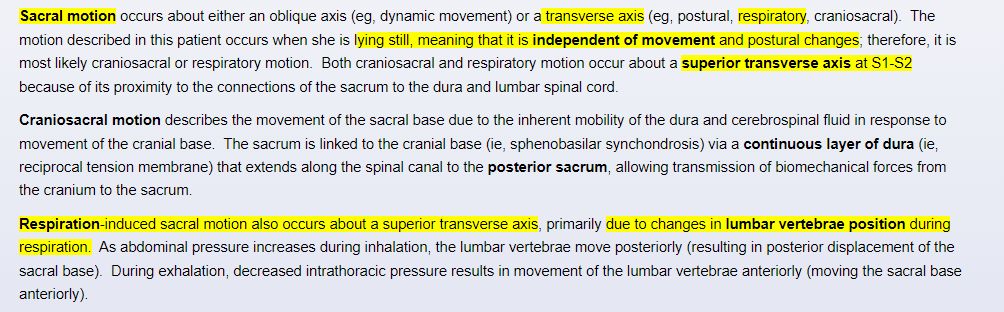 Sacral motion occurs about either an oblique axis (eg, dynamic movement) or a transverse axis (eg, postural, respiratory, craniosacral).  The
motion described in this patient occurs when she is lying still, meaning that it is independent of movement and postural changes; therefore, it is
most likely craniosacral or respiratory motion.  Both craniosacral and respiratory motion occur about a superior transverse axis at S1-S2
because of its proximity to the connections of the sacrum to the dura and lumbar spinal cord.
Craniosacral motion describes the movement of the sacral base due to the inherent mobility of the dura and cerebrospinal fluid in response to
movement of the cranial base.  The sacrum is linked to the cranial base (ie, sphenobasilar synchondrosis) via a continuous layer of dura (ie,
reciprocal tension membrane) that extends along the spinal canal to the posterior sacrum, allowing transmission of biomechanical forces from
the cranium to the sacrum.
Respiration-induced sacral motion also occurs about a superior transverse axis, primarily due to changes in lumbar vertebrae position during
respiration.  As abdominal pressure increases during inhalation, the lumbar vertebrae move posteriorly (resulting in posterior displacement of the
sacral base).  During exhalation, decreased intrathoracic pressure results in movement of the lumbar vertebrae anteriorly (moving the sacral base
anteriorly).